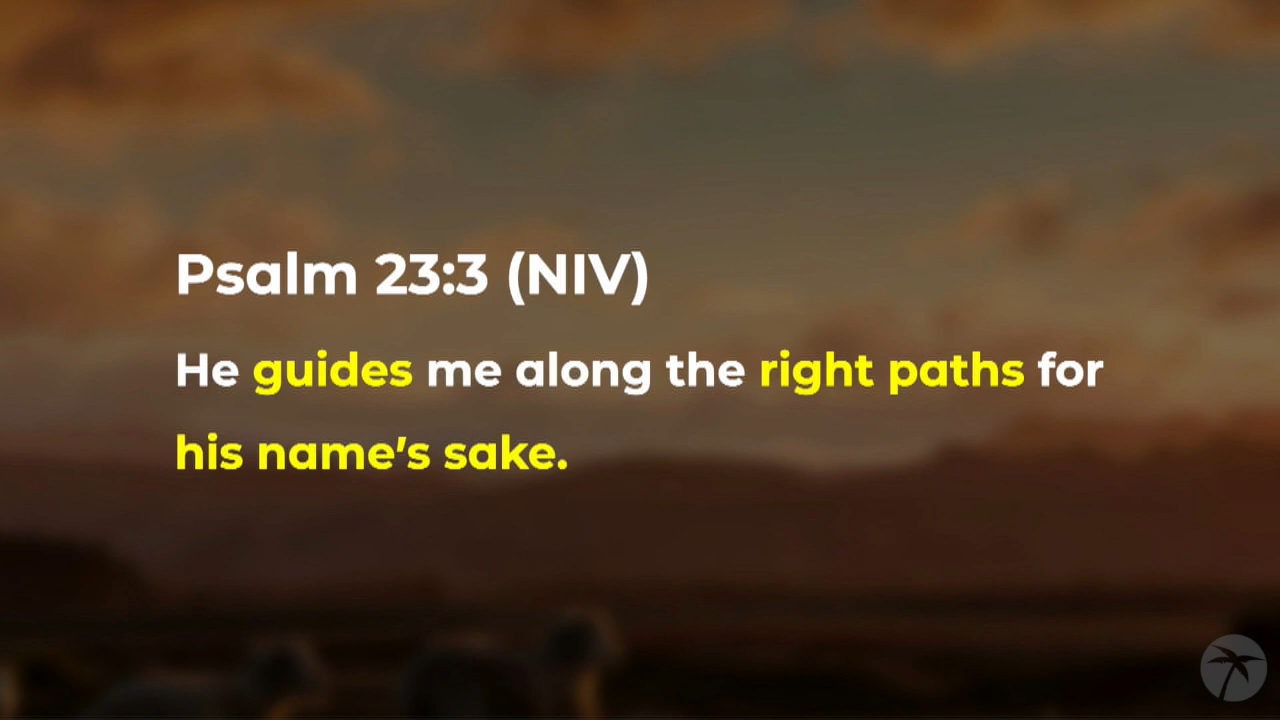 Psalm 23:3 (NIV)
He guides me along the right paths for
his name’s sake.